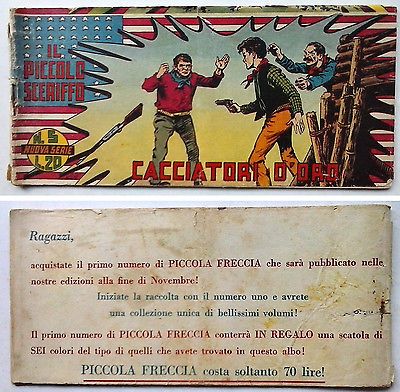 IL
PICCOLO
SCERIFFO
N. 5
NUOVA SERIE
L.20
CACCIATORI D'ORO
Ragazzi,
acquistate il primo numero di PICCOLA FRECCIA che sarà pubblicato nelle
nostre edizioni alla fine di Novembre!
Iniziate la raccolta con il numero uno e avrete
una collezione unica di bellissimi volumi!
Il primo numero di PICCOLA FRECCIA conterrà IN REGALO una scatola di
SEI colori del tipo di quelli che avete trovato in questo albo!
PICCOLA FRECCIA costa soltanto 70 lire!